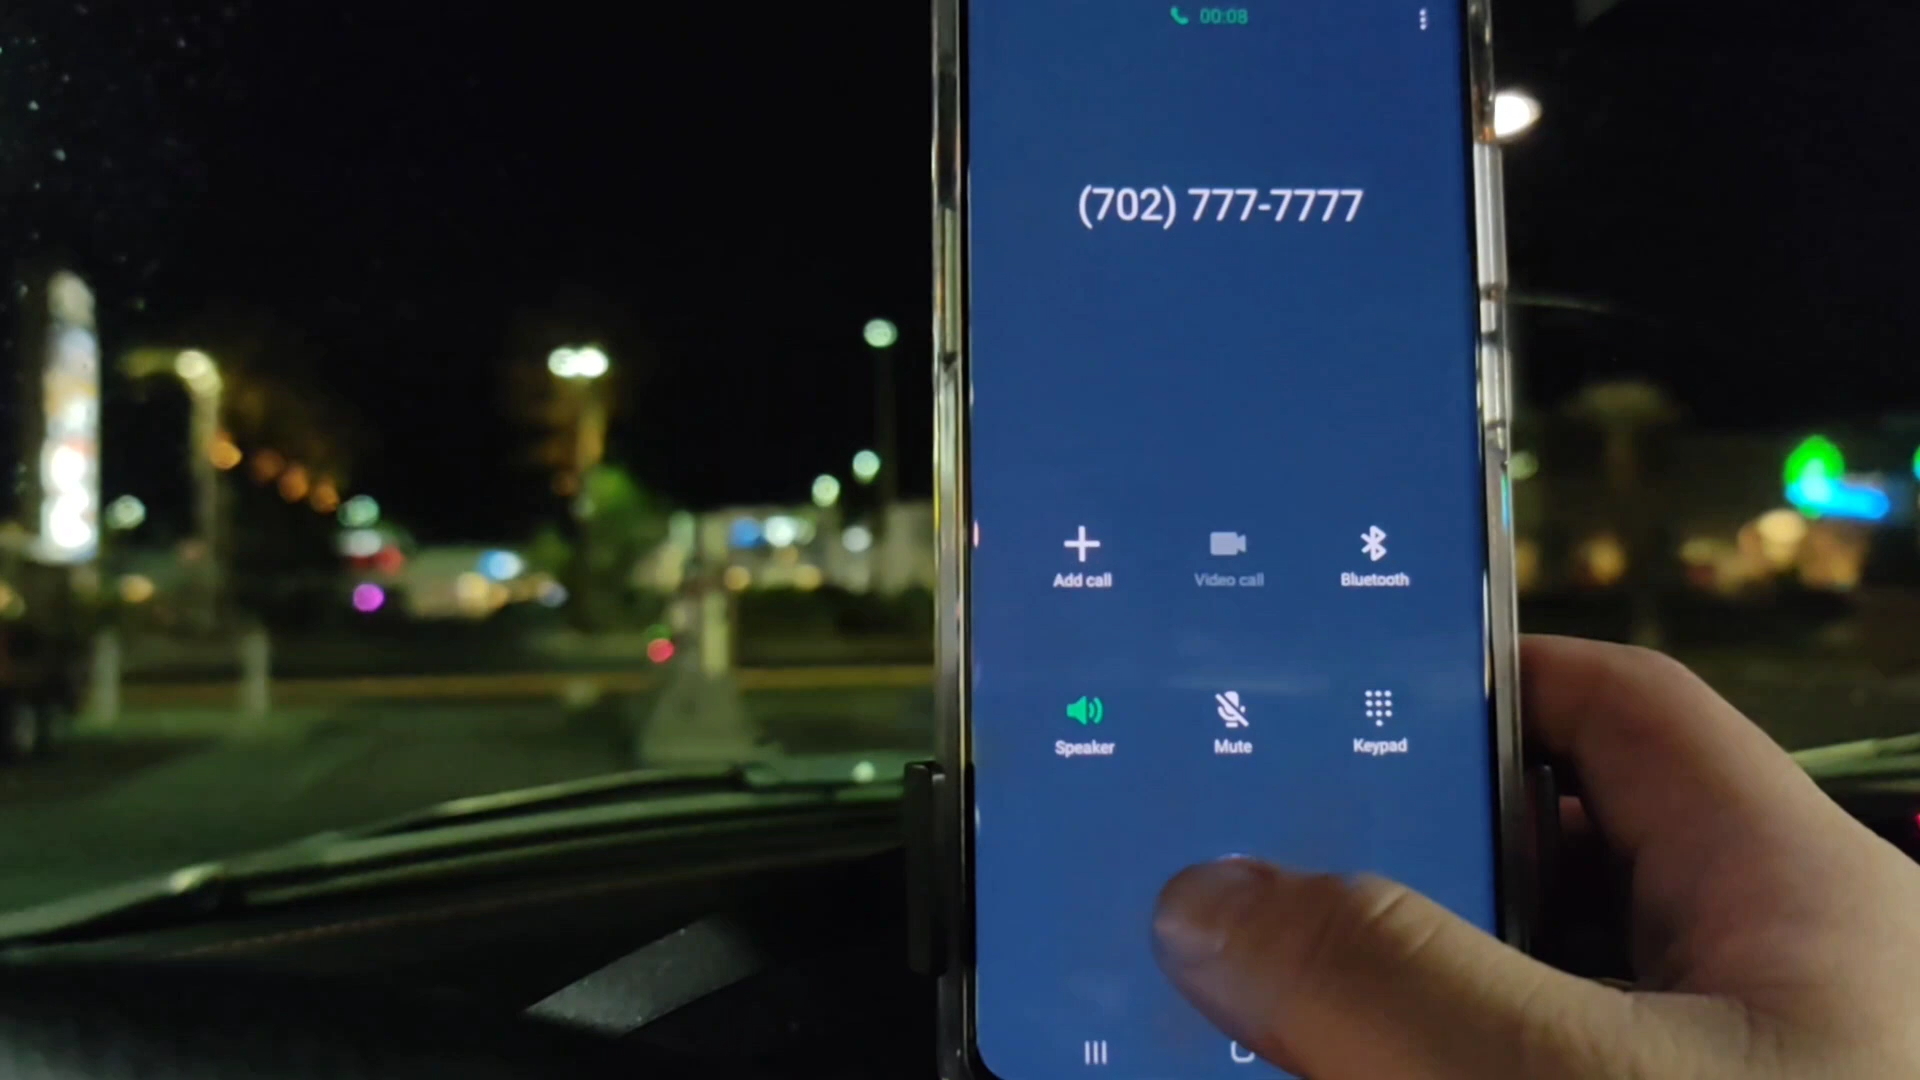 00:08
(702) 777-7777
Add call
Video call
Bluetooth
Speaker
Mute
Keypad